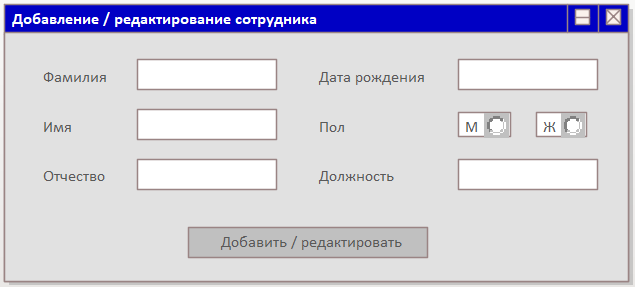 Добавление / редактирование сотрудника
Фамилия
Дата рождения
Имя
Пол
М
Ж
Отчество
Должность
Добавить / редактировать